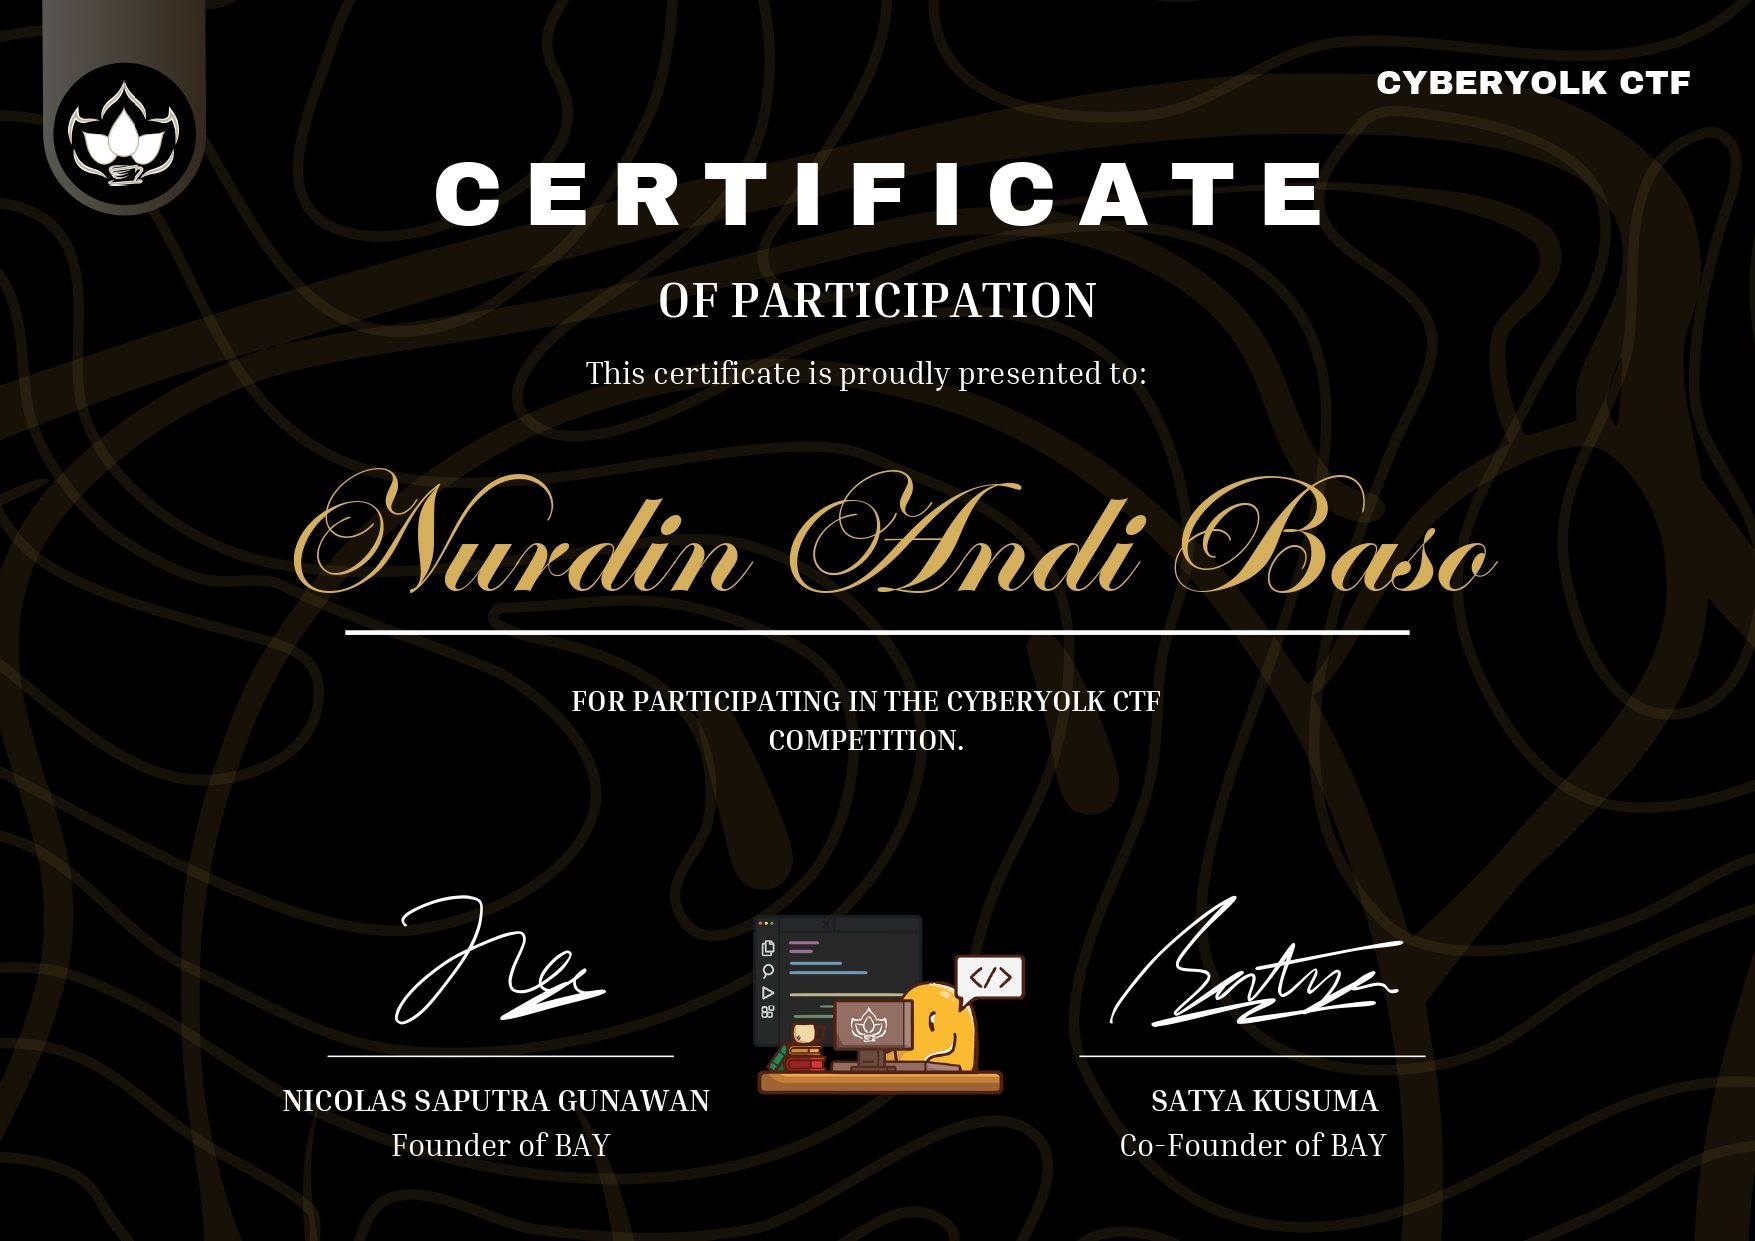 CYBERYOLK CTF
CERTIFICATE
OF PARTICIPATION
This certificate is proudly presented to:
Nurdin Andi Baso
FOR PARTICIPATING IN THE CYBERYOLK CTF
COMPETITION.
</>
Satya
NICOLAS SAPUTRA GUNAWAN
Founder of BAY
SATYA KUSUMA
Co-Founder of BAY